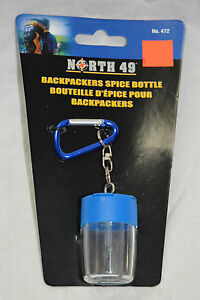 No. 472
NORTH 49°
BACKPACKERS SPICE BOTTLE
BOUTEILLE D'ÉPICE POUR
BACKPACKERS